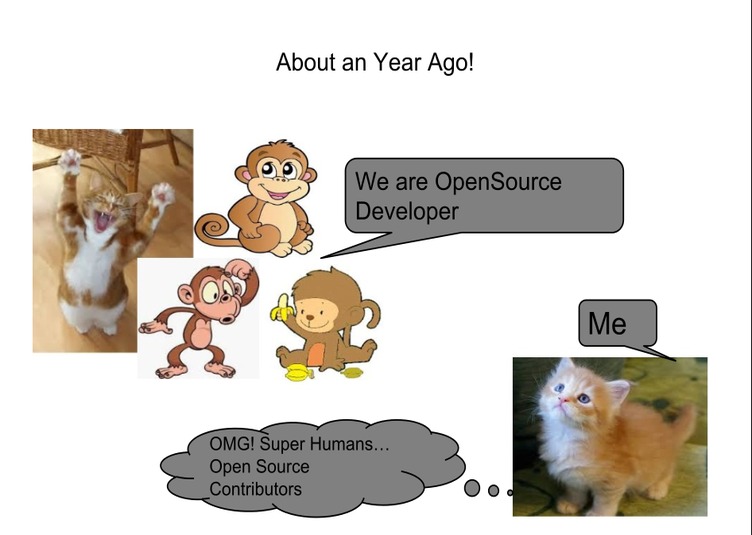 About an Year Ago!
We are OpenSource
Developer
Me
OMG! Super Humans…
Open Source
Contributors